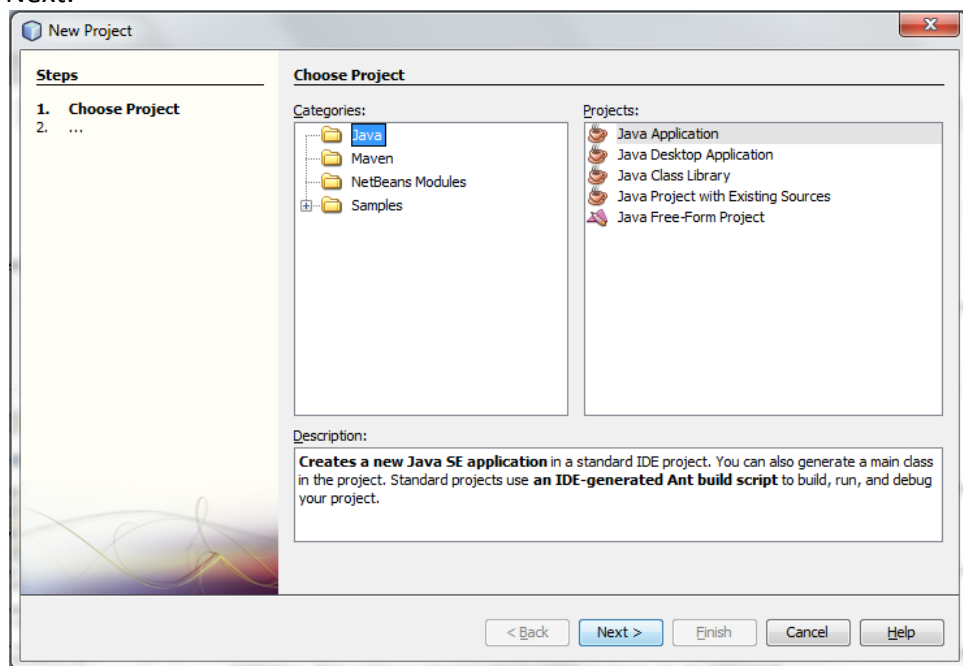 Next.
New Project
Steps
1. Choose Project
2. ...
Choose Project
Categories:
Java
Maven
NetBeans Modules
Samples
Projects:
Java Application
Java Desktop Application
Java Class Library
Java Project with Existing Sources
Java Free-Form Project
Description:
Creates a new Java SE application in a standard IDE project. You can also generate a main class
in the project. Standard projects use an IDE-generated Ant build script to build, run, and debug
your project.
< Back
Next >
Finish
Cancel
Help